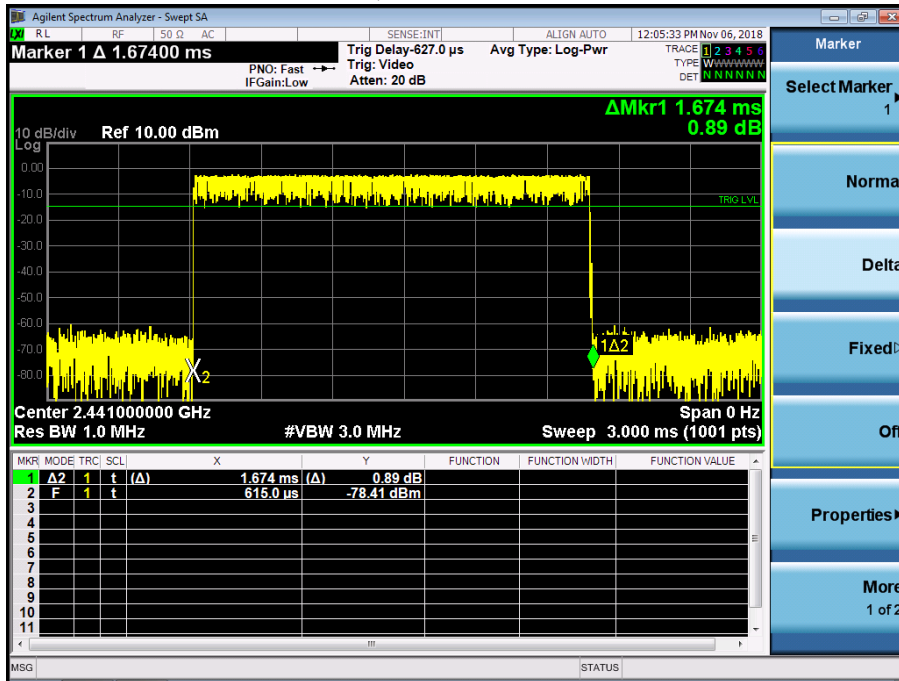 Agilent Spectrum Analyzer - Swept SA
LXI RL RF 50 Ω AC SENSE:INT ALIGN AUTO 12:05:33 PM Nov 06, 2018
Marker 1 Δ 1.67400 ms
PNO: Fast
IFGain:Low
Trig Delay-627.0 µs
Trig: Video
Atten: 20 dB
Avg Type: Log-Pwr
TRACE 1 2 3 4 5 6
TYPE WWWWWW
DET N N N N N N
ΔMkr1 1.674 ms
0.89 dB
10 dB/div Ref 10.00 dBm
Log
0.00
-10.0
TRIG LVL
-20.0
-30.0
-40.0
-50.0
-60.0
-70.0
1Δ2
-80.0
X2
Center 2.441000000 GHz Span 0 Hz
Res BW 1.0 MHz #VBW 3.0 MHz Sweep 3.000 ms (1001 pts)
MKR MODE TRC SCL X Y FUNCTION FUNCTION WIDTH FUNCTION VALUE
1 Δ2 1 t (Δ) 1.674 ms (Δ) 0.89 dB
2 F 1 t 615.0 µs -78.41 dBm
3
4
5
6
7
8
9
10
11
MSG STATUS
Marker
Select Marker
1
Norma
Delta
Fixed
Off
Properties
More
1 of 2